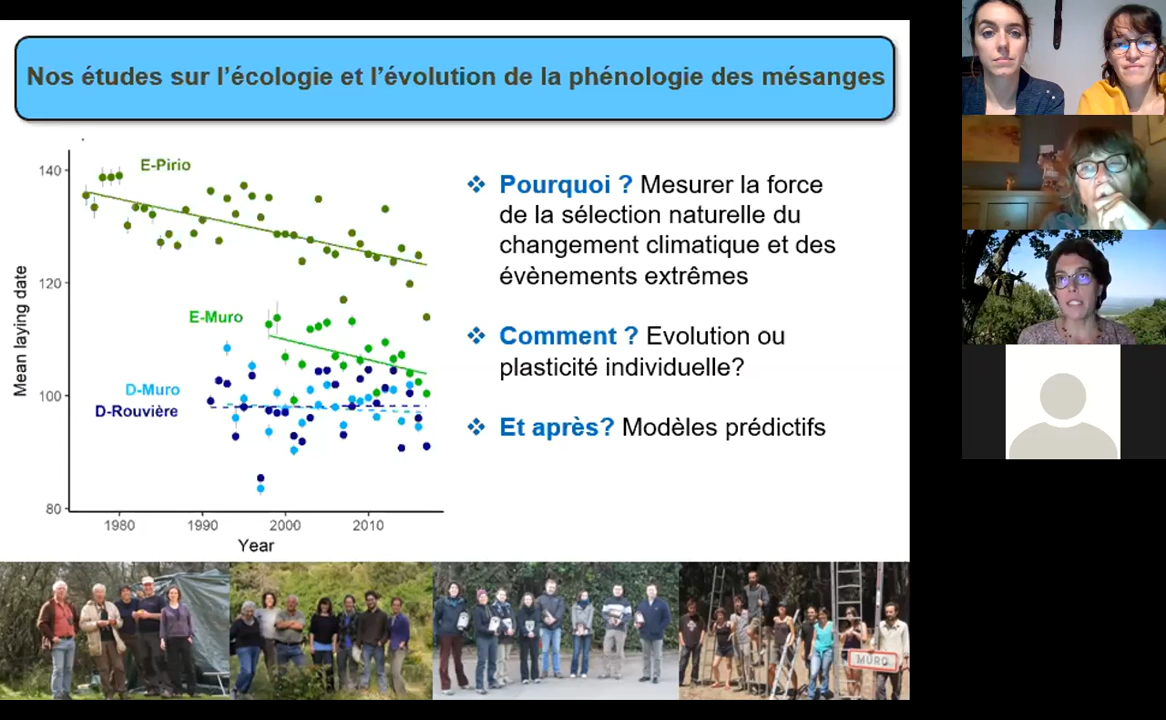 Nos études sur l'écologie et l'évolution de la phénologie des mésanges
140
120
100
80
Mean laying date
E-Pirio
E-Muro
D-Muro
D-Rouvière
1980
1990
2000
2010
Year
❖ Pourquoi ? Mesurer la force
de la sélection naturelle du
changement climatique et des
évènements extrêmes
❖ Comment ? Evolution ou
plasticité individuelle?
❖ Et après? Modèles prédictifs
MURO